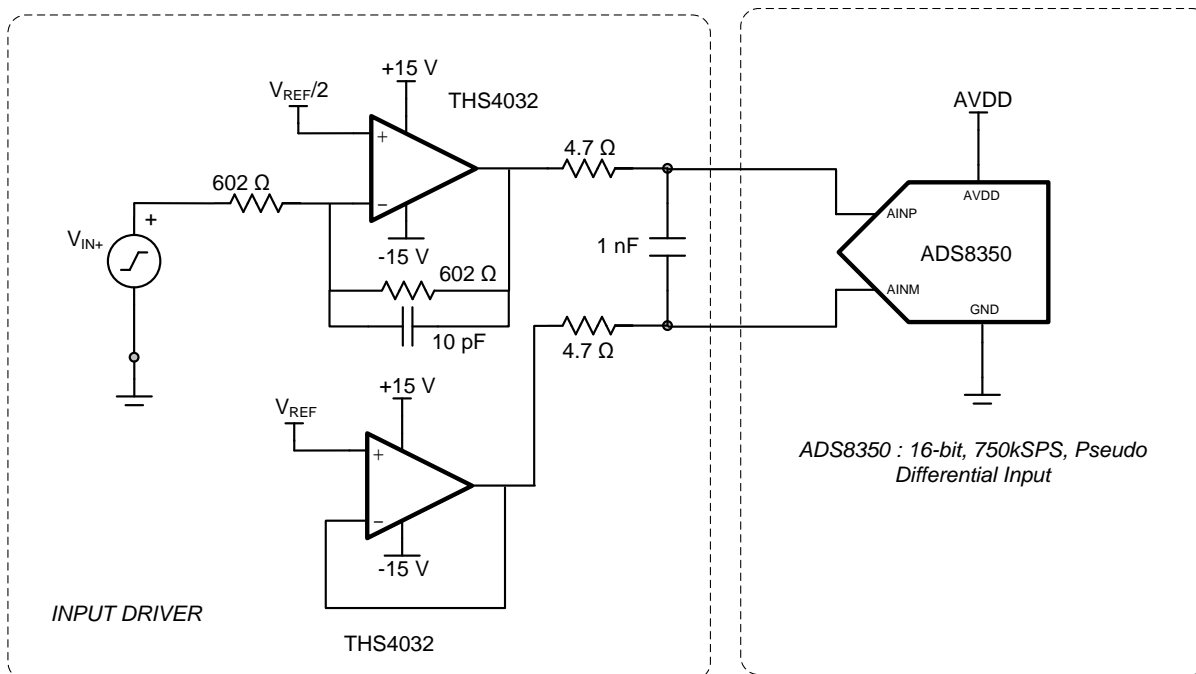 +15 V
THS4032
VREF/2
+
−
-15 V
602 Ω
+
VIN+
602 Ω
10 pF
4.7 Ω
1 nF
4.7 Ω
+15 V
VREF
+
−
-15 V
THS4032
INPUT DRIVER
AVDD
AVDD
AINP
ADS8350
AINM
GND
ADS8350 : 16-bit, 750kSPS, Pseudo
Differential Input